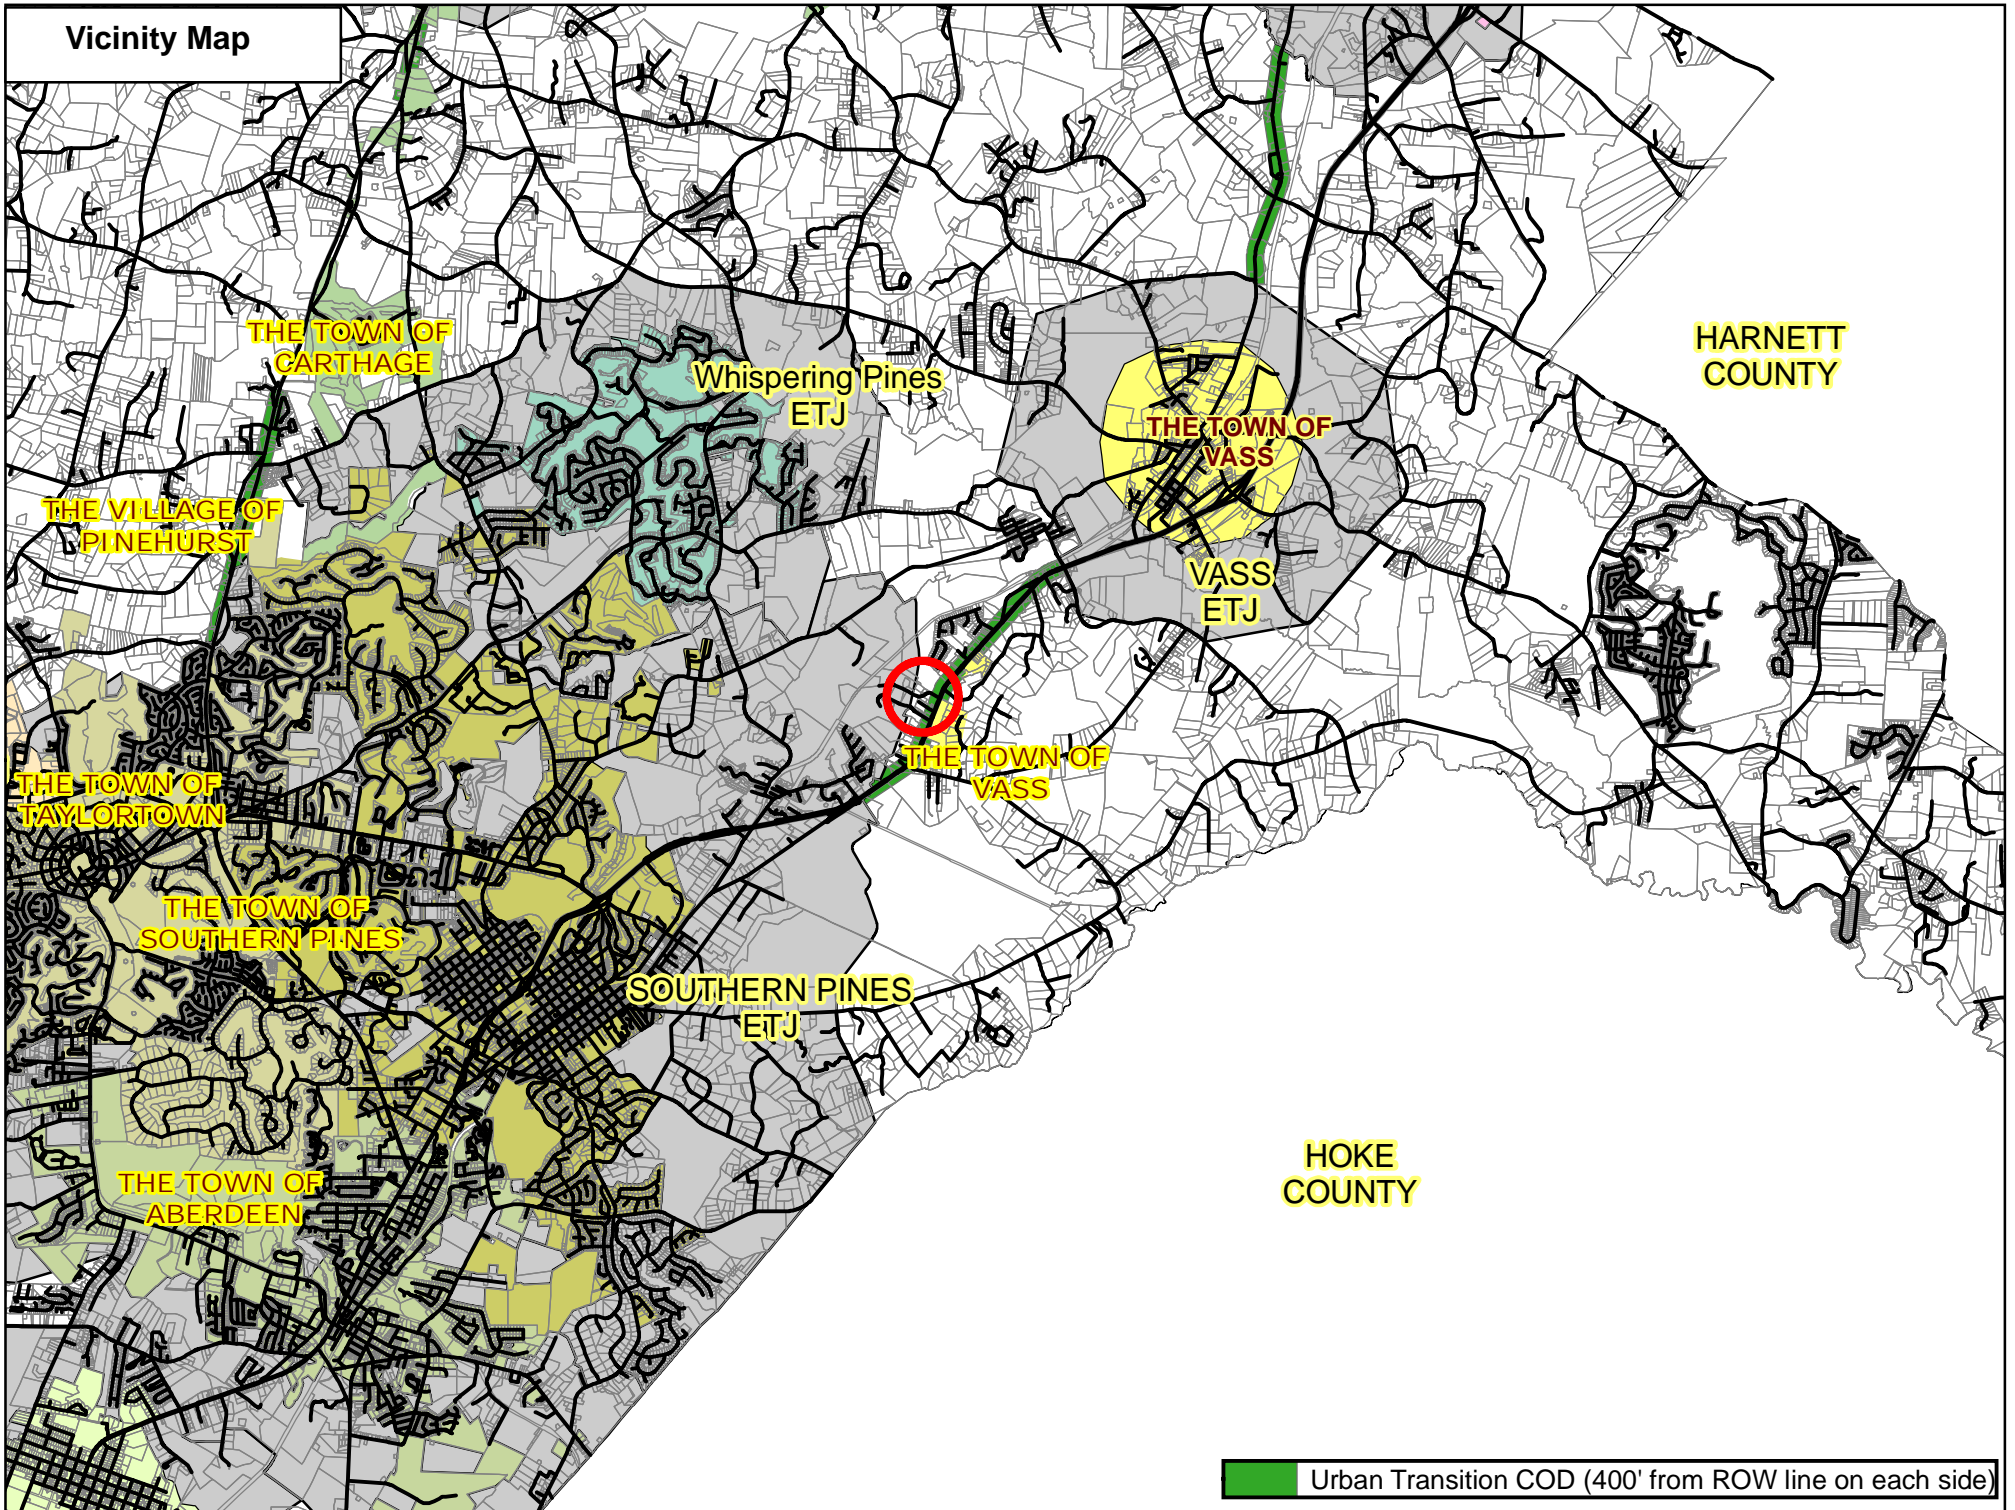 Vicinity Map
THE TOWN OF
CARTHAGE
Whispering Pines
ETJ
HARNETT
COUNTY
THE TOWN OF
VASS
THE VILLAGE OF
PINEHURST
VASS
ETJ
THE TOWN OF
VASS
THE TOWN OF
TAYLORTOWN
THE TOWN OF
SOUTHERN PINES
SOUTHERN PINES
ETJ
HOKE
COUNTY
THE TOWN OF
ABERDEEN
Urban Transition COD (400' from ROW line on each side)